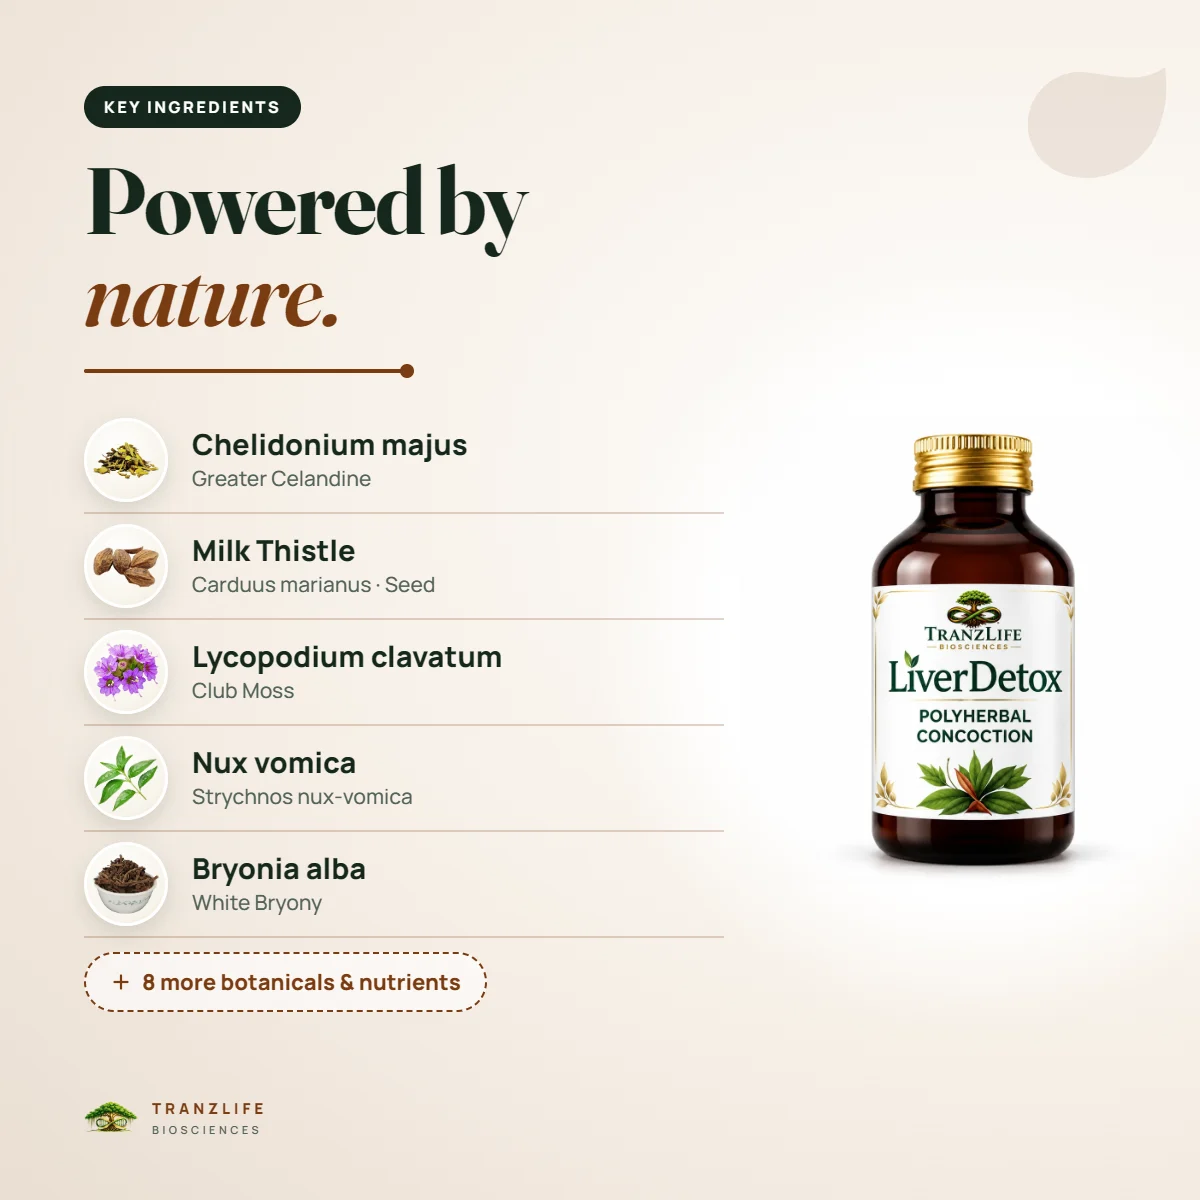 KEY INGREDIENTS
Powered by
nature.
Chelidonium majus
Greater Celandine
Milk Thistle
Carduus marianus · Seed
Lycopodium clavatum
Club Moss
Nux vomica
Strychnos nux-vomica
Bryonia alba
White Bryony
+ 8 more botanicals & nutrients
TRANZLIFE
BIOSCIENCES
LiverDetox
POLYHERBAL
CONCOCTION
TRANZLIFE
BIOSCIENCES